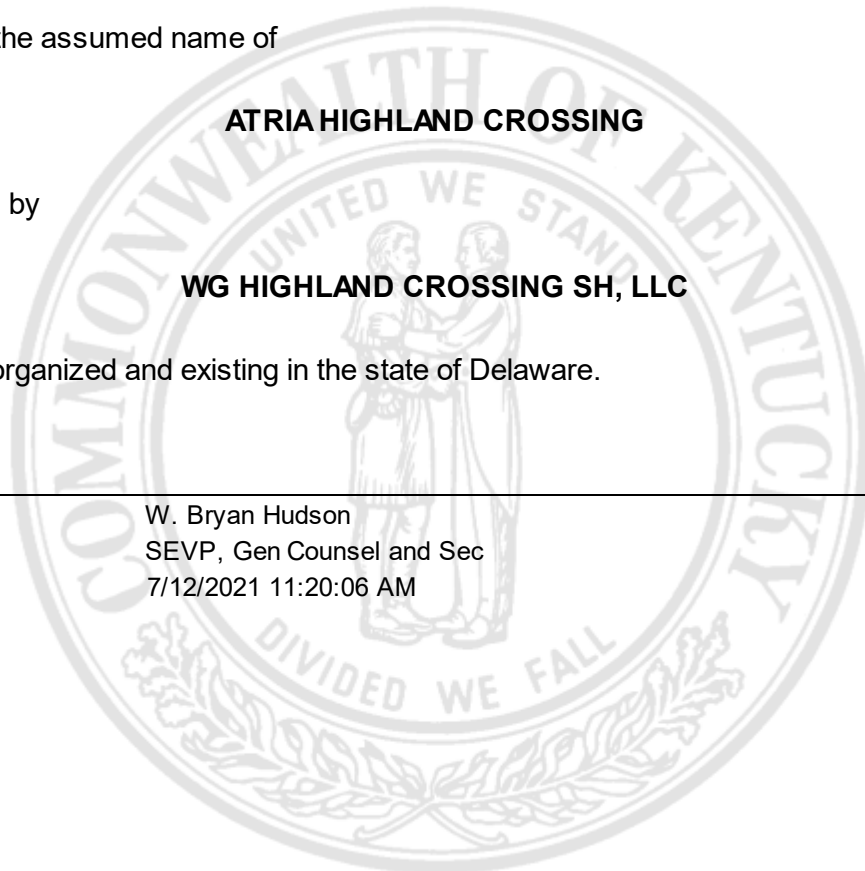 the assumed name of
ATRIA HIGHLAND CROSSING
by
WG HIGHLAND CROSSING SH, LLC
organized and existing in the state of Delaware.
W. Bryan Hudson
SEVP, Gen Counsel and Sec
7/12/2021 11:20:06 AM
COMMONWEALTH OF KENTUCKY
UNITED WE STAND
DIVIDED WE FALL